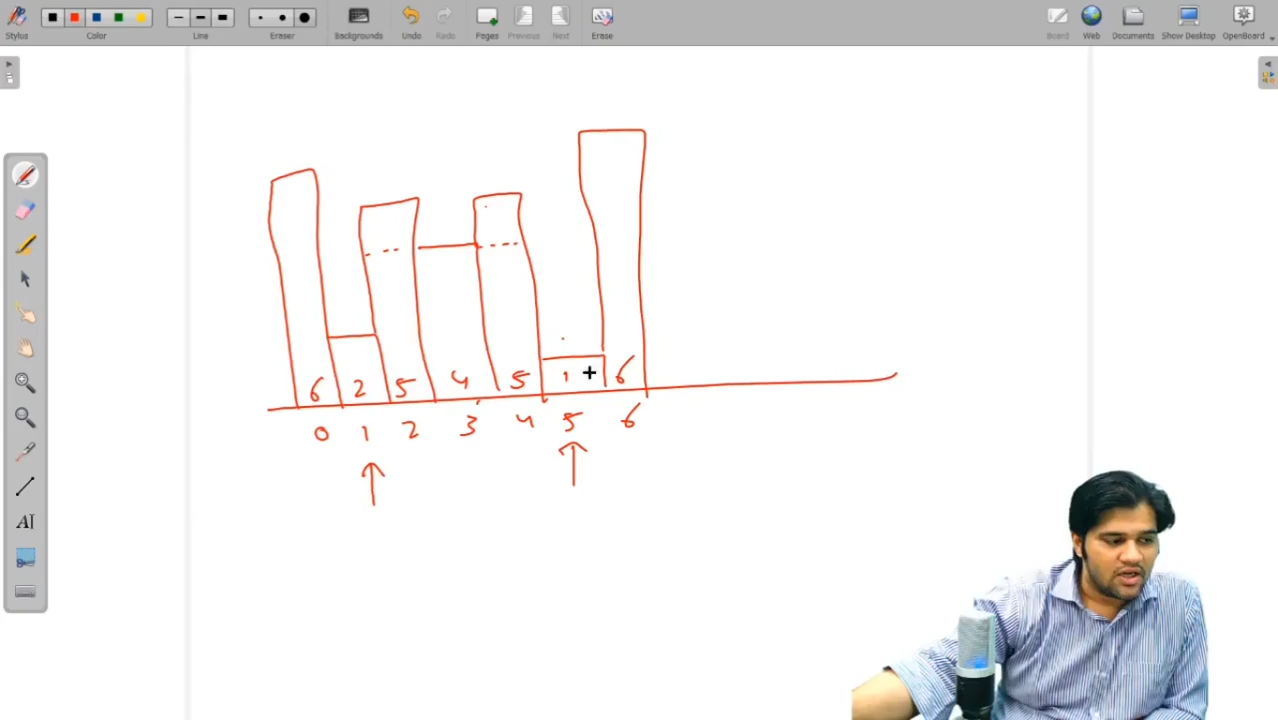 Stylus Color Line Eraser Backgrounds Undo Redo Pages Previous Next Erase Board Web Documents Show Desktop OpenBoard
6 2 5 4 5 1 6
0 1 2 3 4 5 6
AI